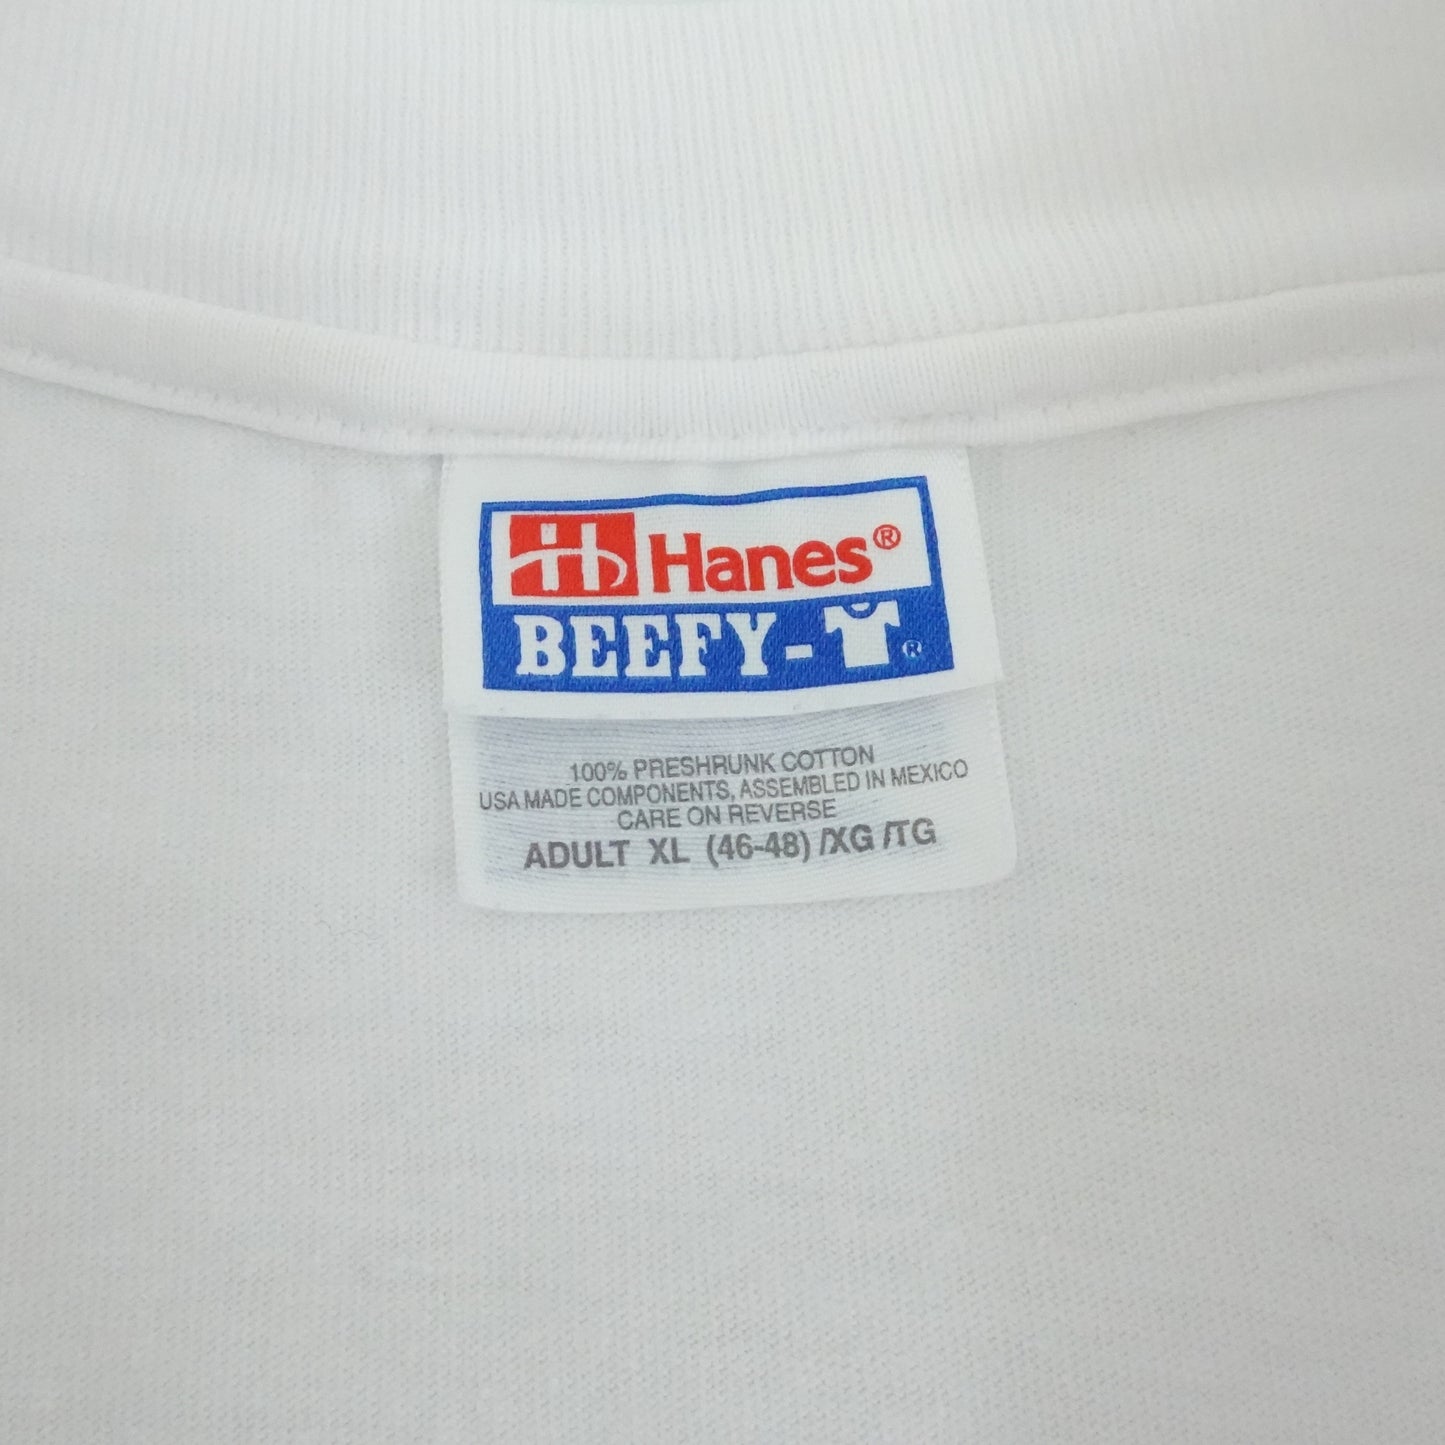 Hanes®
BEEFY-T®
100% PRESHRUNK COTTON
USA MADE COMPONENTS, ASSEMBLED IN MEXICO
CARE ON REVERSE
ADULT XL (46-48) /XG /TG